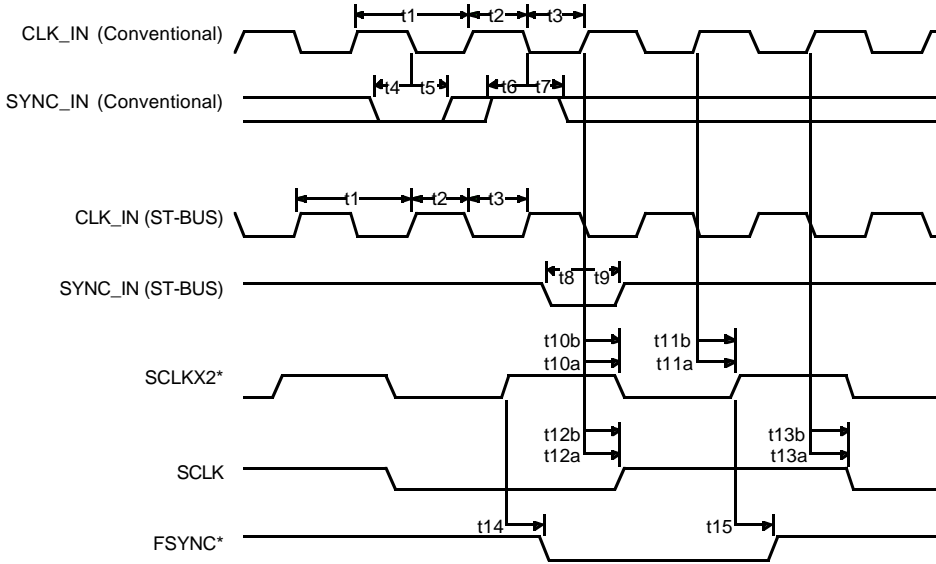 t1 t2 t3
CLK_IN (Conventional)
t4 t5 t6 t7
SYNC_IN (Conventional)
t1 t2 t3
CLK_IN (ST-BUS)
t8 t9
SYNC_IN (ST-BUS)
t10b t11b
t10a t11a
SCLKX2*
t12b t13b
t12a t13a
SCLK
t14 t15
FSYNC*